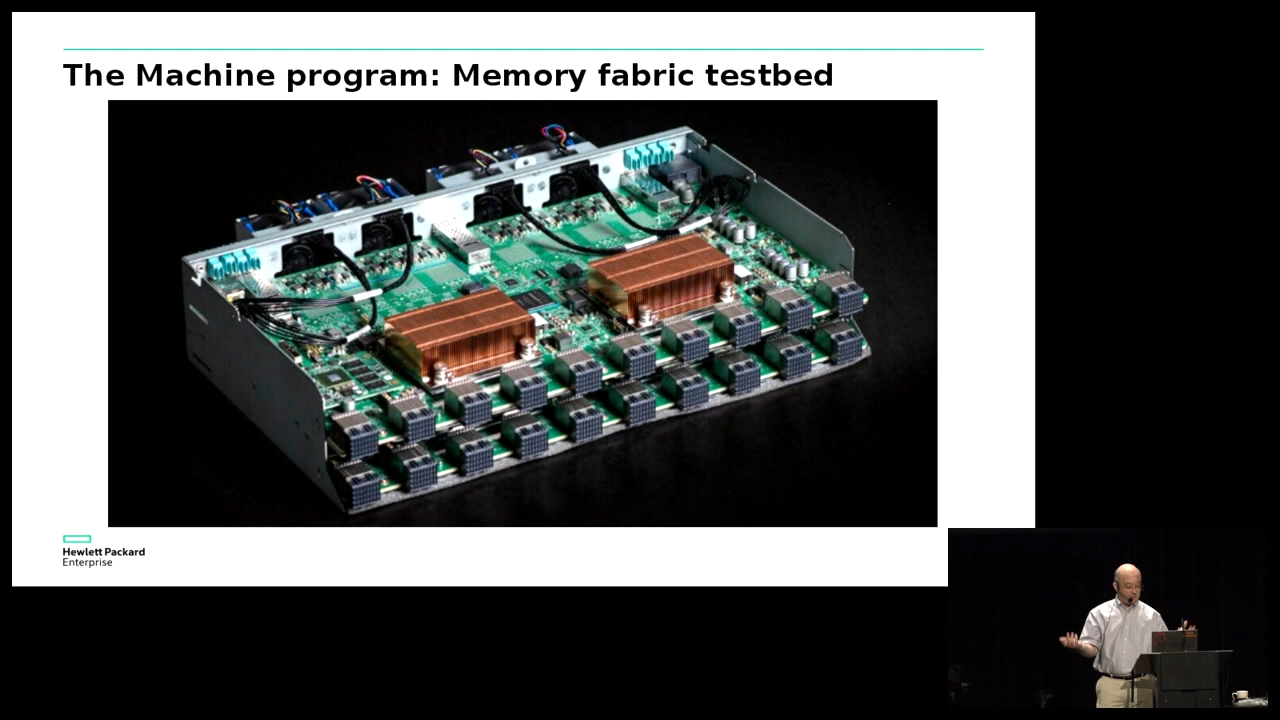 The Machine program: Memory fabric testbed
Hewlett Packard
Enterprise